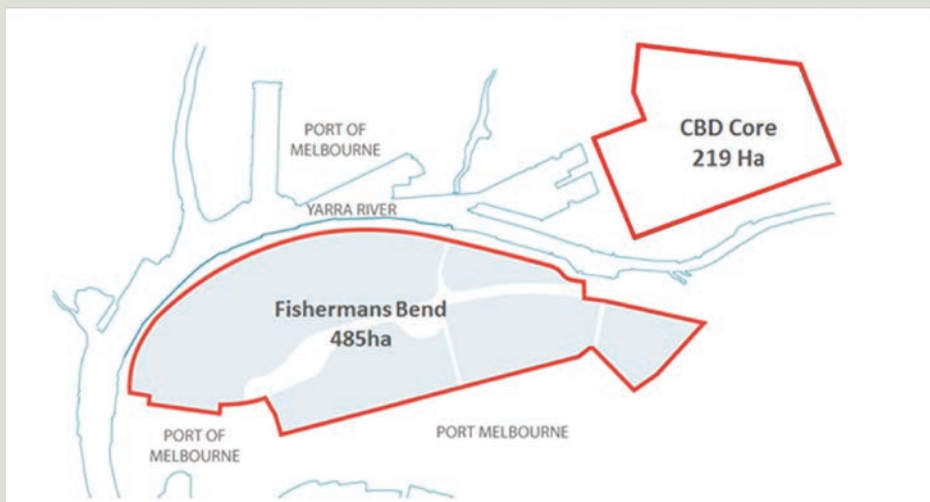 PORT OF
MELBOURNE
CBD Core
219 Ha
YARRA RIVER
Fishermans Bend
485ha
PORT OF
MELBOURNE
PORT MELBOURNE